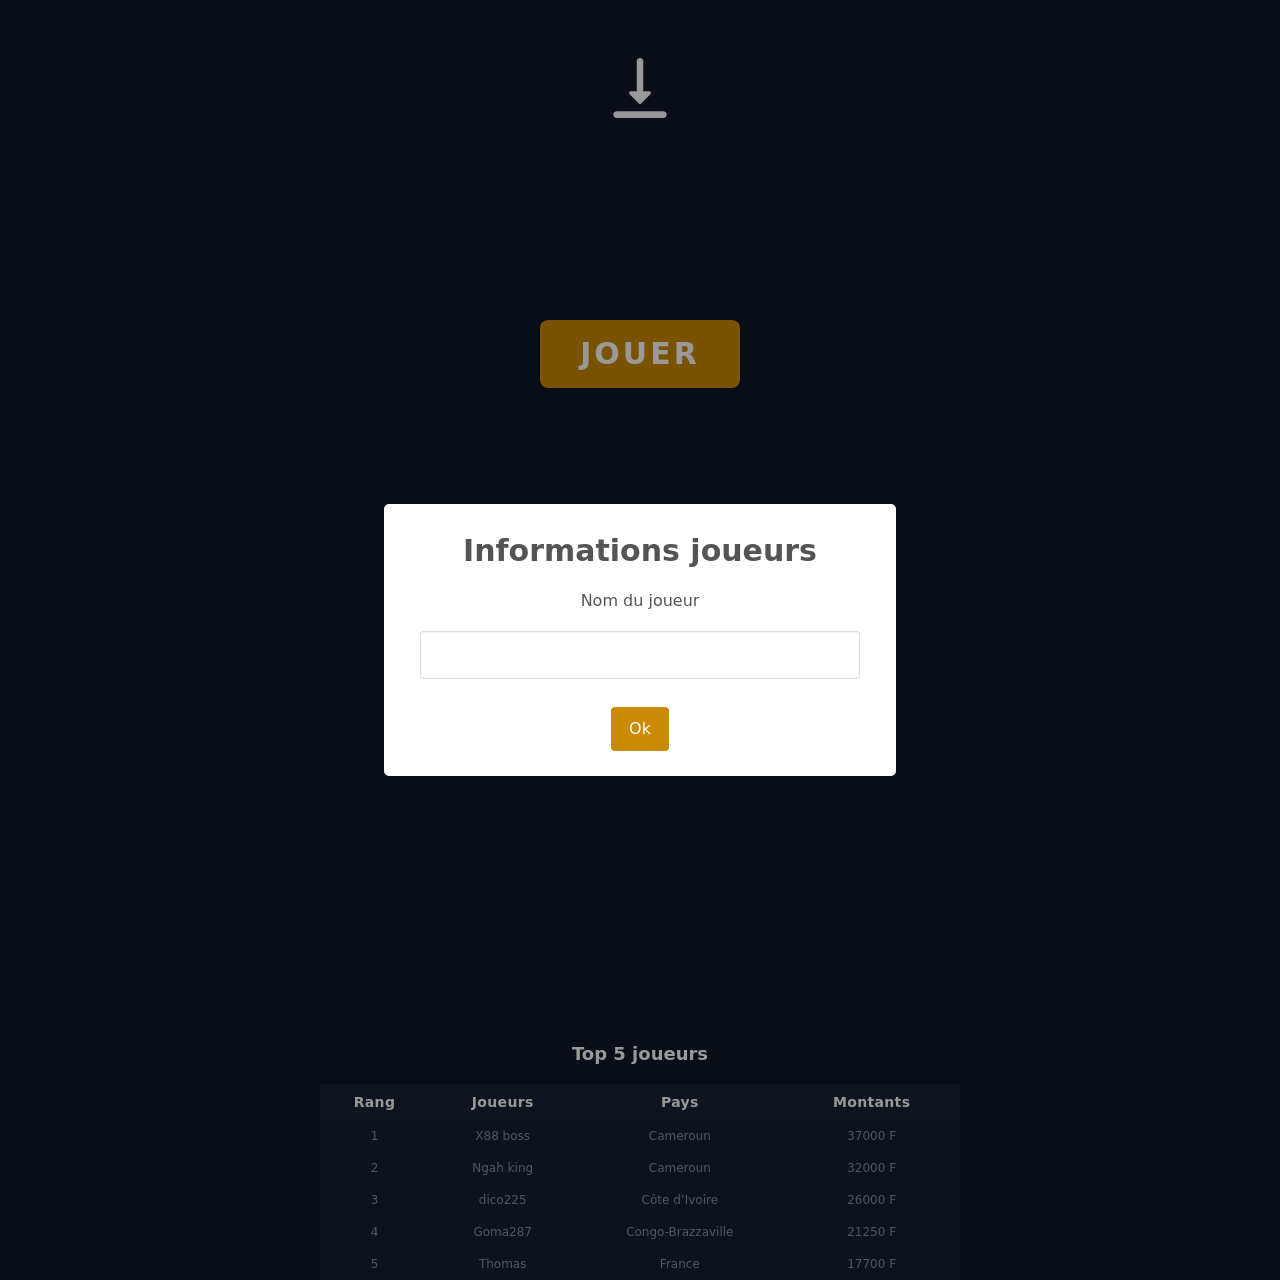 JOUER
Informations joueurs
Nom du joueur
Ok
Top 5 joueurs
Rang Joueurs Pays Montants
1 X88 boss Cameroun 37000 F
2 Ngah king Cameroun 32000 F
3 dico225 Côte d’Ivoire 26000 F
4 Goma287 Congo-Brazzaville 21250 F
5 Thomas France 17700 F